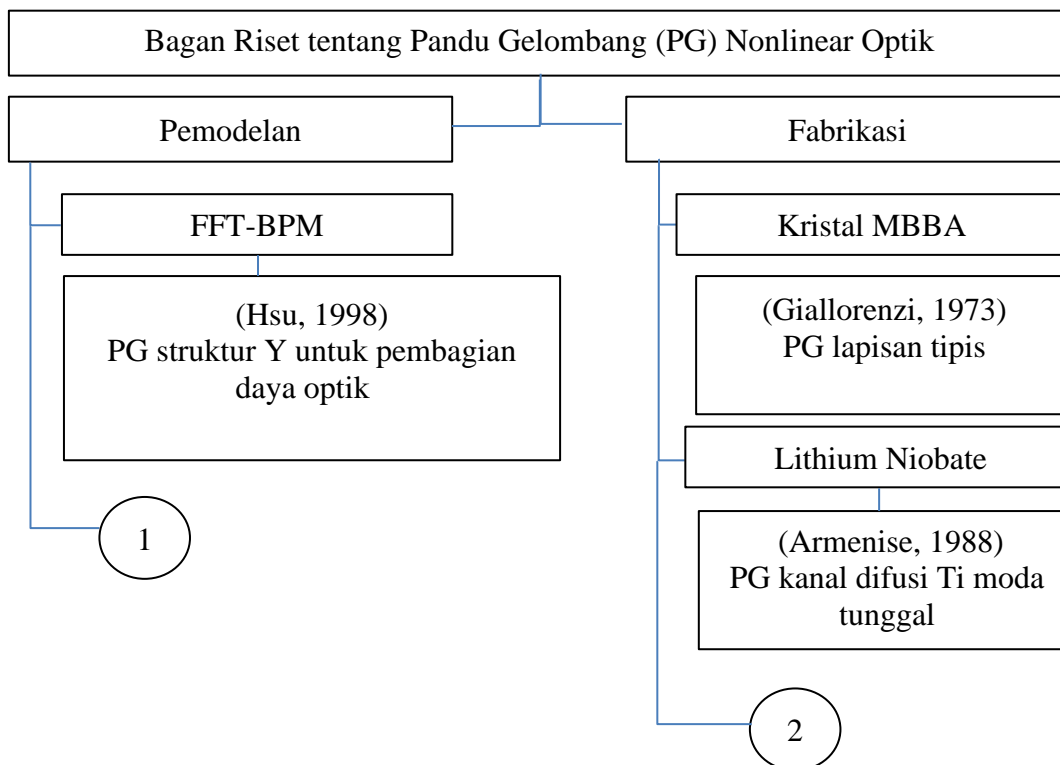 Bagan Riset tentang Pandu Gelombang (PG) Nonlinear Optik
Pemodelan
FFT-BPM
(Hsu, 1998)
PG struktur Y untuk pembagian
daya optik
1
Fabrikasi
Kristal MBBA
(Giallorenzi, 1973)
PG lapisan tipis
Lithium Niobate
(Armenise, 1988)
PG kanal difusi Ti moda
tunggal
2